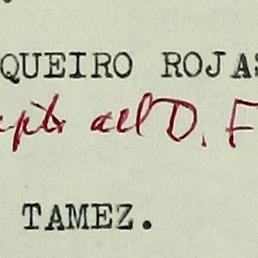 QUEIRO ROJAS
del D. F
TAMEZ.